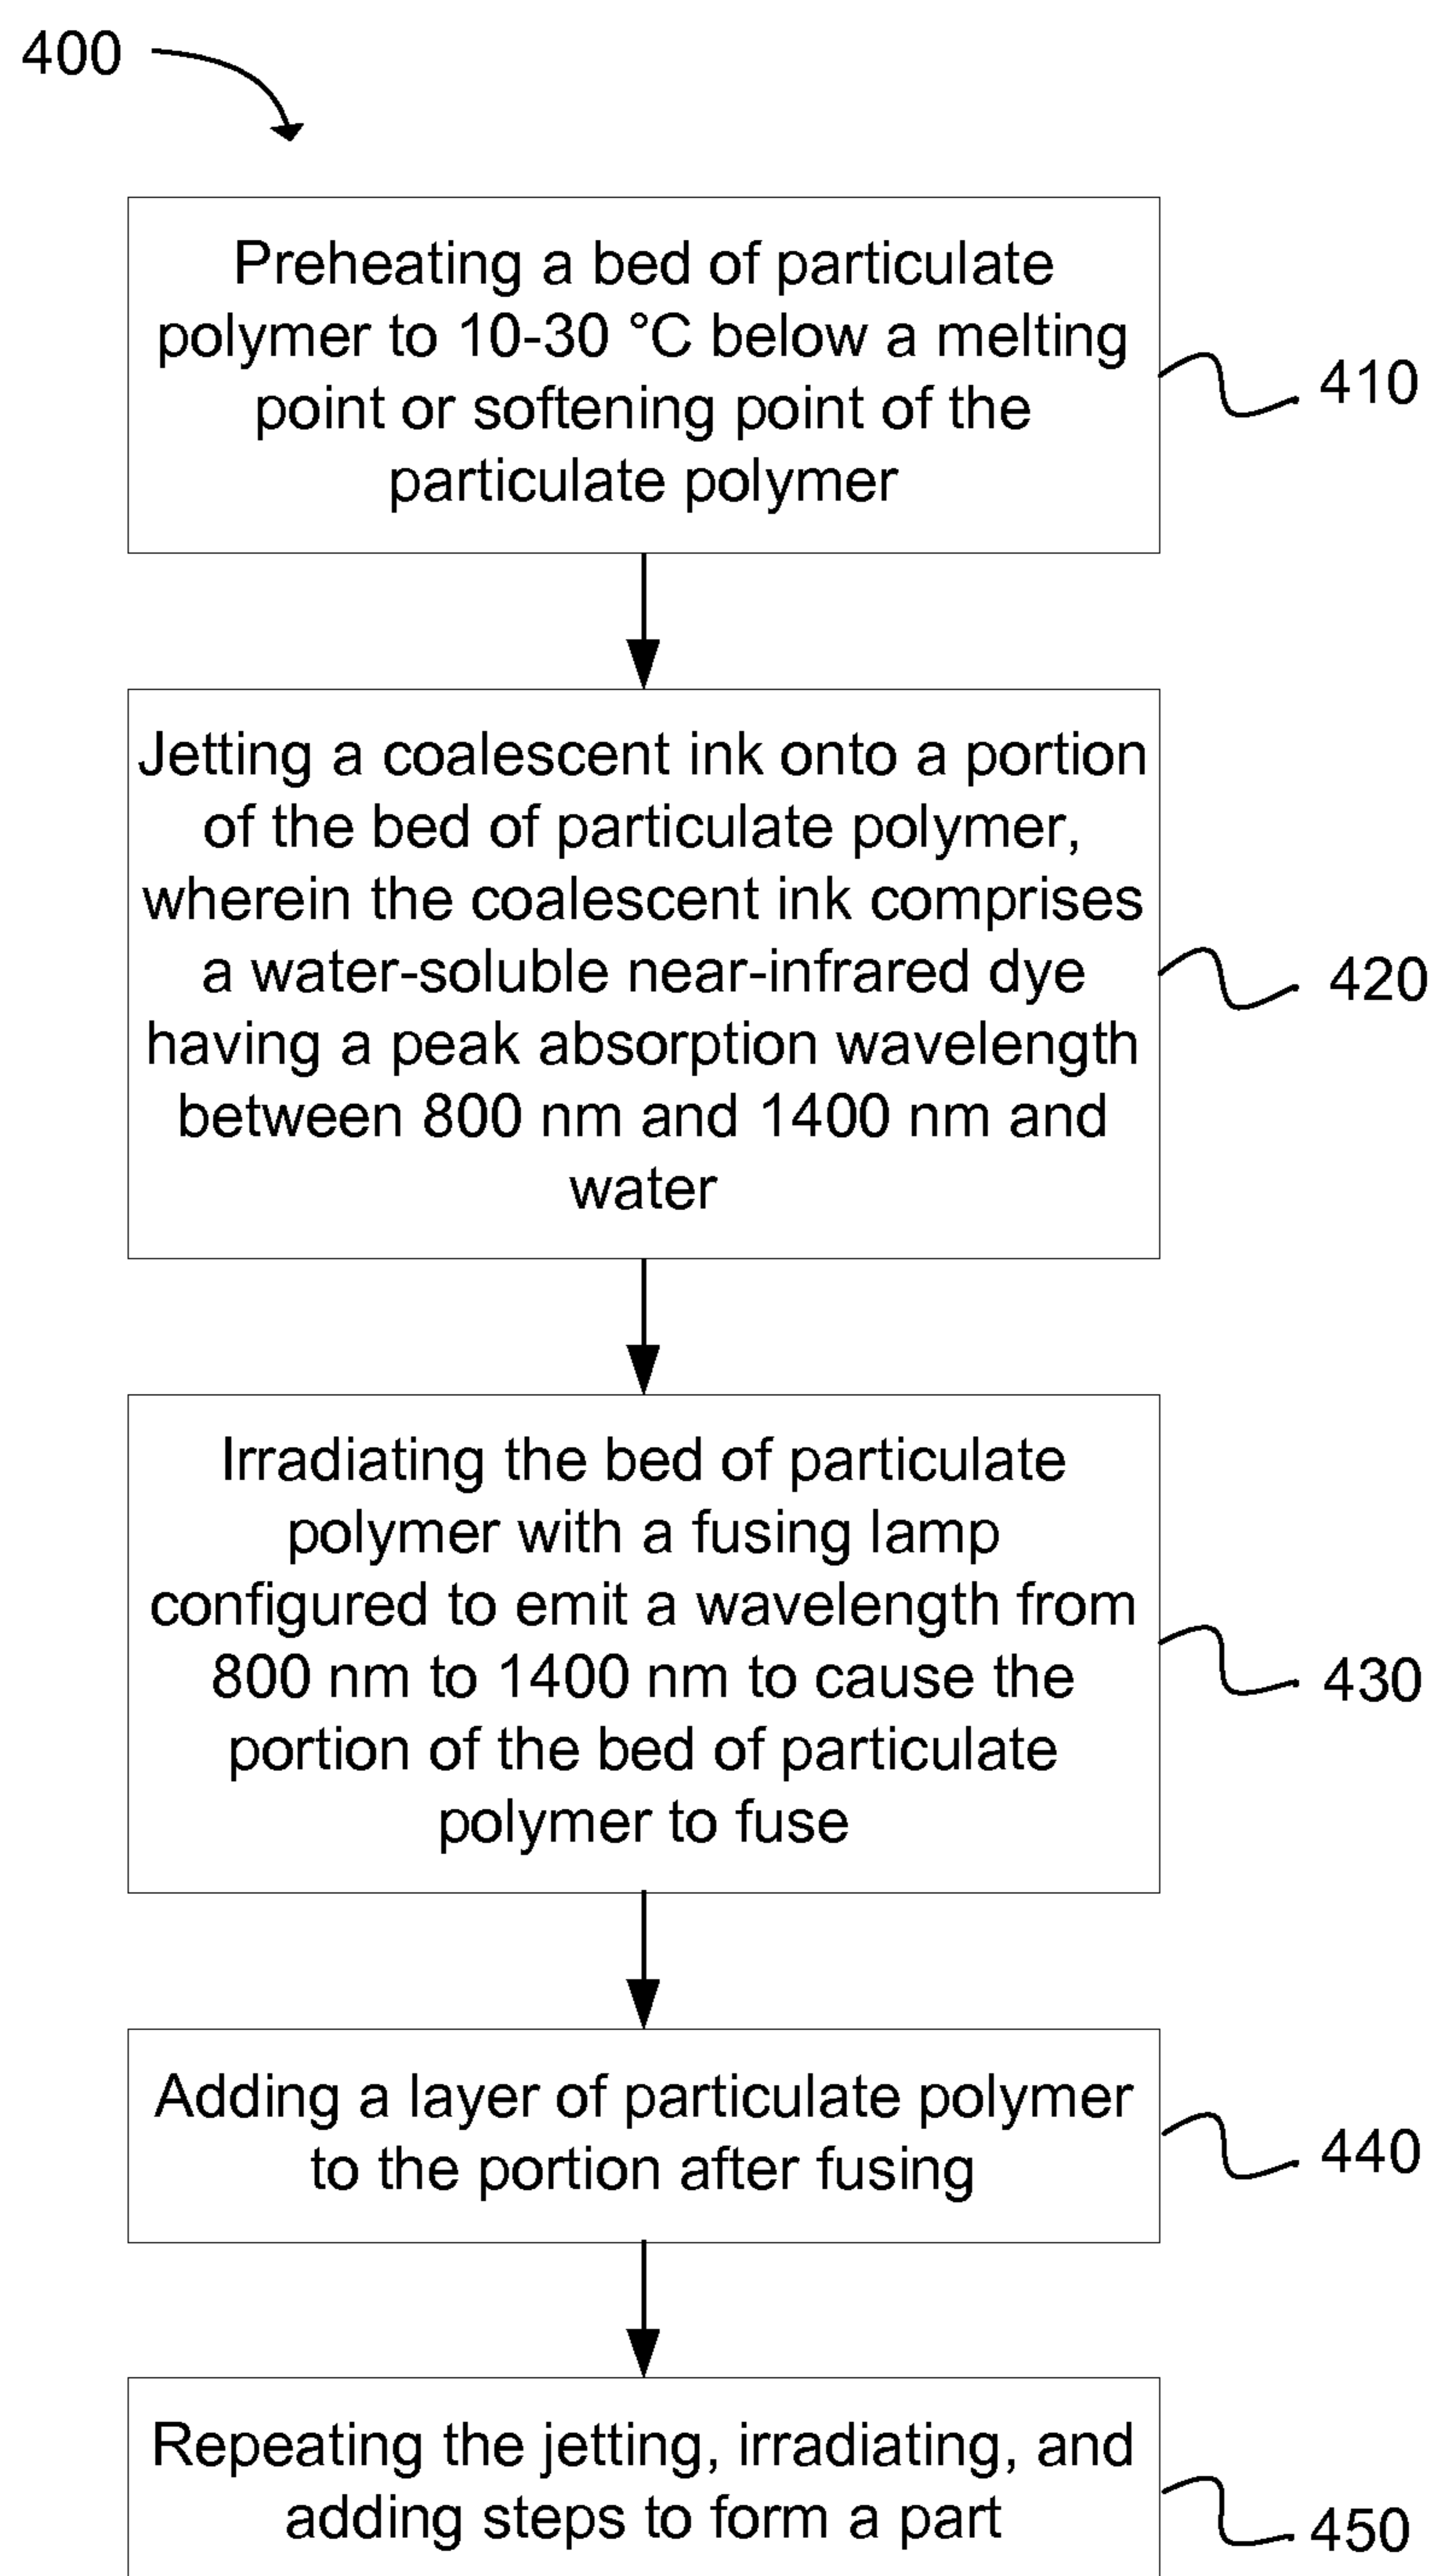 400
Preheating a bed of particulate
polymer to 10-30 °C below a melting
point or softening point of the
particulate polymer
410
Jetting a coalescent ink onto a portion
of the bed of particulate polymer,
wherein the coalescent ink comprises
a water-soluble near-infrared dye
having a peak absorption wavelength
between 800 nm and 1400 nm and
water
420
Irradiating the bed of particulate
polymer with a fusing lamp
configured to emit a wavelength from
800 nm to 1400 nm to cause the
portion of the bed of particulate
polymer to fuse
430
Adding a layer of particulate polymer
to the portion after fusing
440
Repeating the jetting, irradiating, and
adding steps to form a part
450